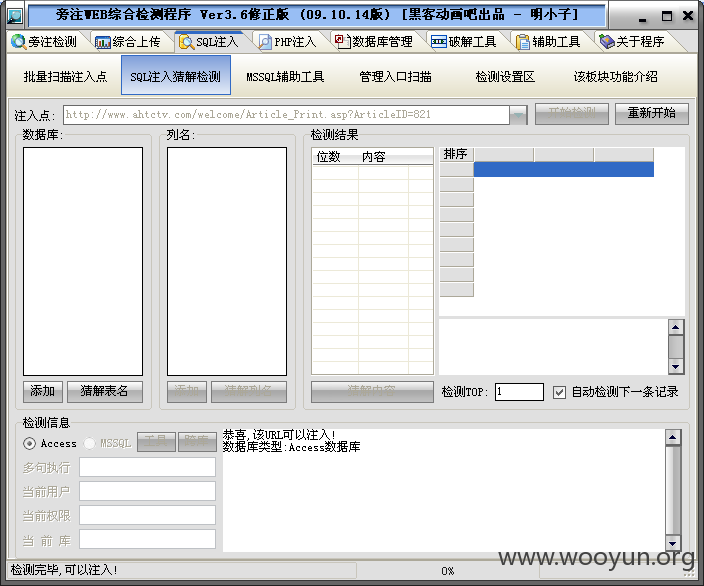 旁注WEB综合检测程序 Ver3.6修正版 (09.10.14版) [黑客动画吧出品 - 明小子]
旁注检测 综合上传 SQL注入 PHP注入 数据库管理 破解工具 辅助工具 关于程序
批量扫描注入点 SQL注入猜解检测 MSSQL辅助工具 管理入口扫描 检测设置区 该板块功能介绍
注入点: http://www.ahtctv.com/welcome/Article_Print.asp?ArticleID=821 开始检测 重新开始
数据库: 列名: 检测结果
位数 内容 排序
添加 猜解表名 添加 猜解列名 猜解内容 检测TOP: 1 自动检测下一条记录
检测信息
Access MSSQL 工具 跨库
恭喜,该URL可以注入!
数据库类型:Access数据库
多句执行
当前用户
当前权限
当 前 库
www.wooyun.org
检测完毕,可以注入! 0%